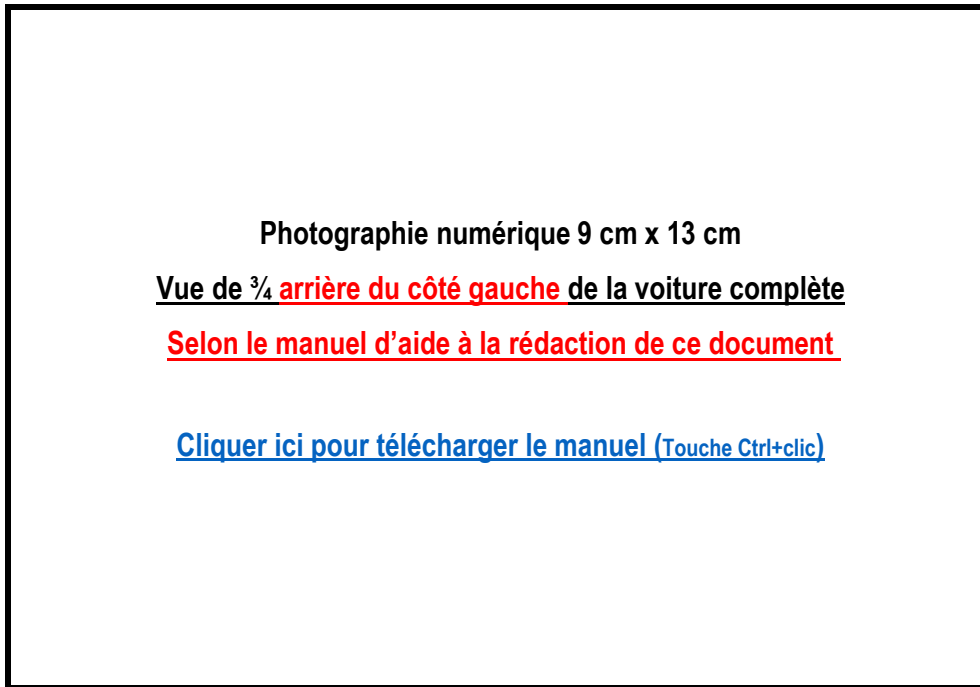 Photographie numérique 9 cm x 13 cm
Vue de ¾ arrière du côté gauche de la voiture complète
Selon le manuel d’aide à la rédaction de ce document
Cliquer ici pour télécharger le manuel (Touche Ctrl+clic)